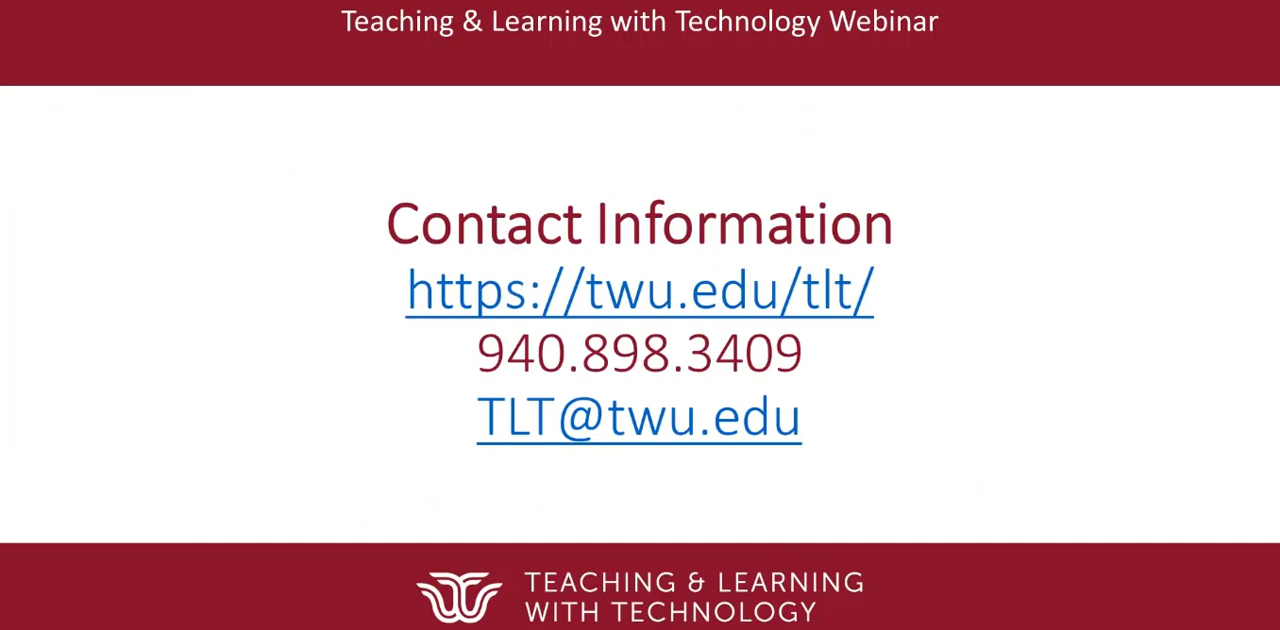 Teaching & Learning with Technology Webinar
Contact Information
https://twu.edu/tlt/
940.898.3409
TLT@twu.edu
TEACHING & LEARNING
WITH TECHNOLOGY